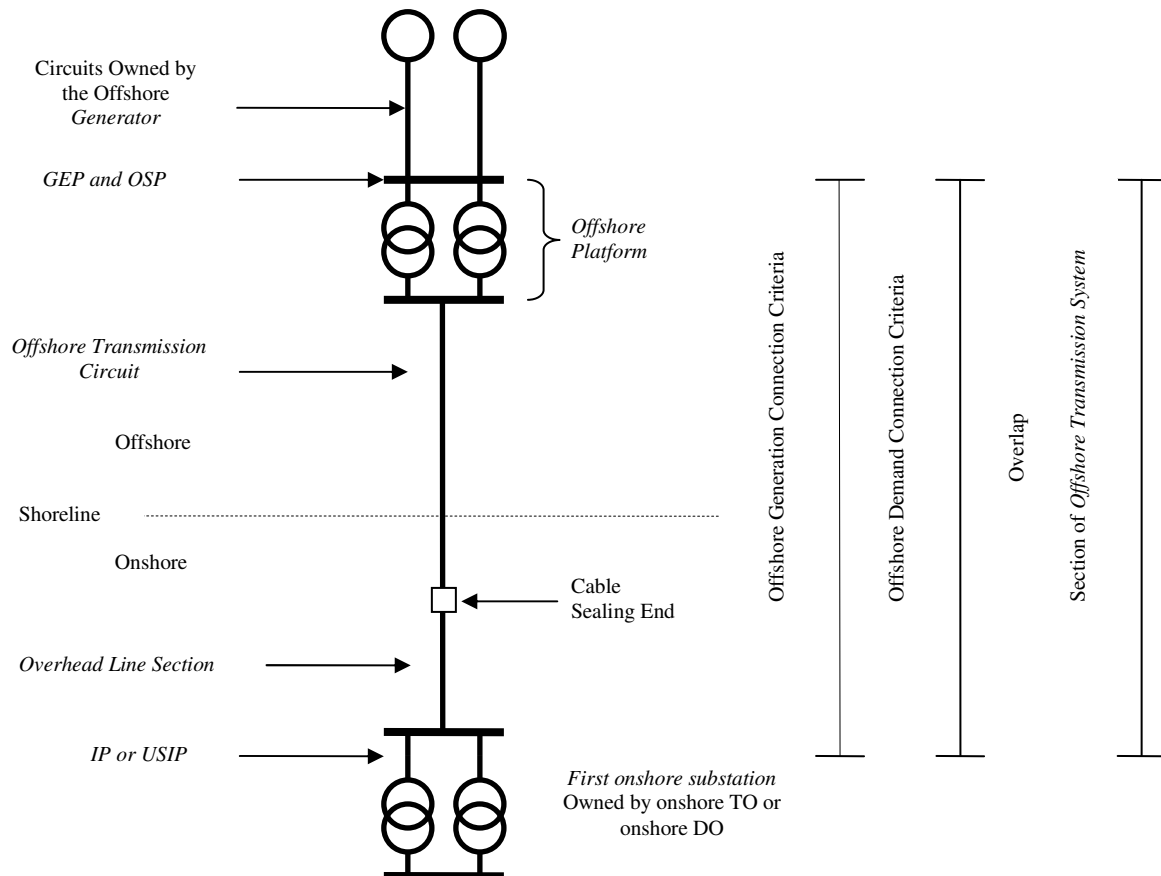 Circuits Owned by
the Offshore
Generator
GEP and OSP
Offshore
Platform
Offshore Transmission
Circuit
Offshore
Shoreline
Onshore
Cable
Sealing End
Overhead Line Section
IP or USIP
First onshore substation
Owned by onshore TO or
onshore DO
Offshore Generation Connection Criteria
Offshore Demand Connection Criteria
Overlap
Section of Offshore Transmission System